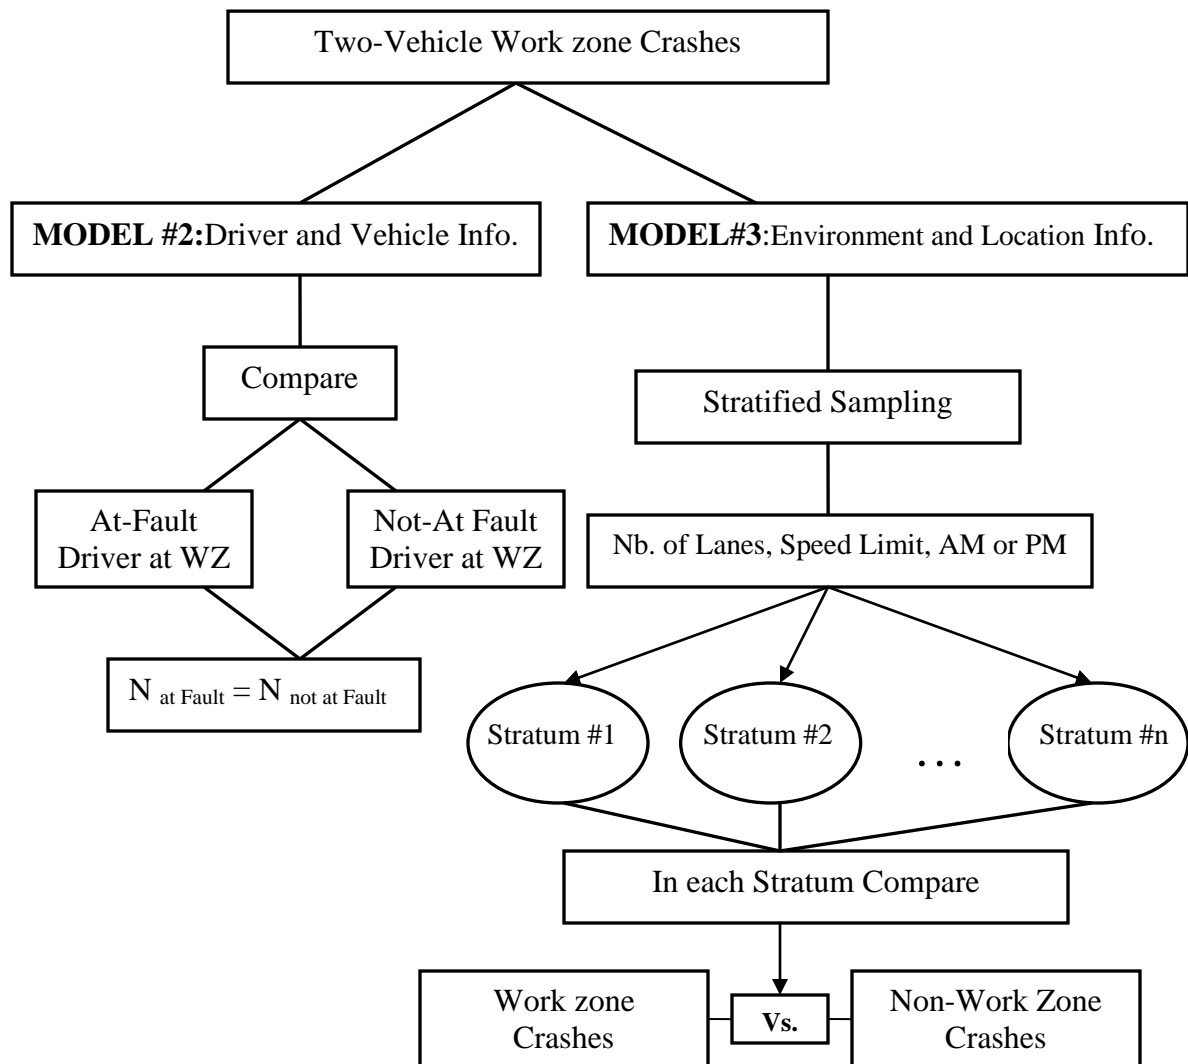 Two-Vehicle Work zone Crashes
MODEL #2:Driver and Vehicle Info.
MODEL#3:Environment and Location Info.
Compare
Stratified Sampling
At-Fault
Driver at WZ
Not-At Fault
Driver at WZ
Nb. of Lanes, Speed Limit, AM or PM
N at Fault = N not at Fault
Stratum #1
Stratum #2
...
Stratum #n
In each Stratum Compare
Work zone
Crashes
Vs.
Non-Work Zone
Crashes